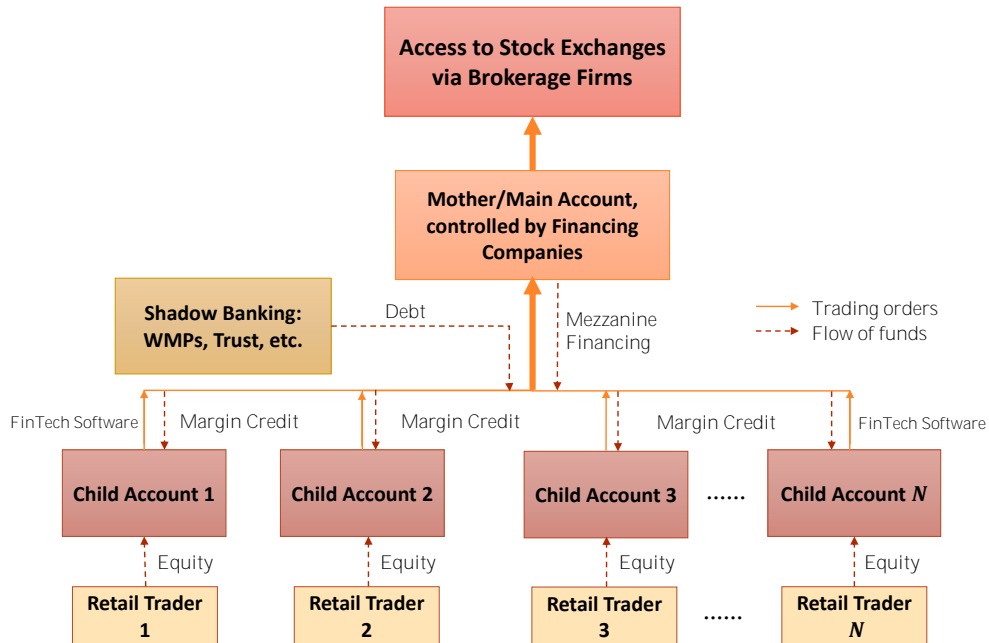 Access to Stock Exchanges
via Brokerage Firms
Mother/Main Account,
controlled by Financing
Companies
Shadow Banking:
WMPs, Trust, etc.
Debt
Mezzanine
Financing
Trading orders
Flow of funds
FinTech Software
Margin Credit
Margin Credit
Margin Credit
FinTech Software
Child Account 1
Child Account 2
Child Account 3
......
Child Account N
Equity
Equity
Equity
Equity
Retail Trader
1
Retail Trader
2
Retail Trader
3
......
Retail Trader
N